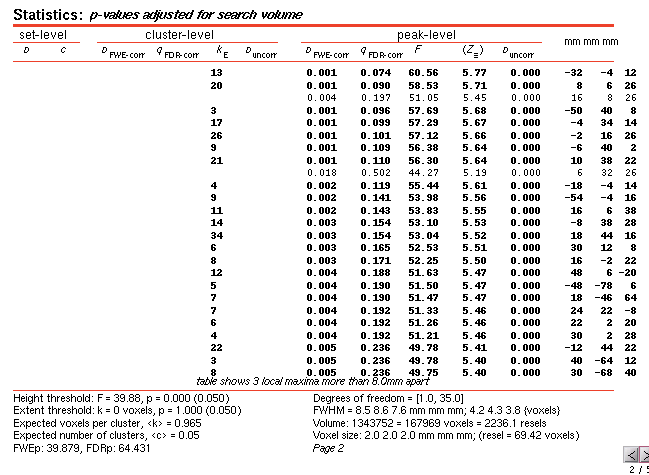 Statistics: p-values adjusted for search volume
set-level cluster-level peak-level
p c p FWE-corr q FDR-corr k E p uncorr p FWE-corr q FDR-corr F (Z≡) p uncorr mm mm mm
13 0.001 0.074 60.56 5.77 0.000 −32 −4 12
20 0.001 0.090 58.53 5.71 0.000 8 6 26
0.004 0.197 51.05 5.45 0.000 16 8 26
3 0.001 0.096 57.69 5.68 0.000 −50 40 8
17 0.001 0.099 57.29 5.67 0.000 −4 34 14
26 0.001 0.101 57.12 5.66 0.000 −2 16 26
9 0.001 0.109 56.38 5.64 0.000 −6 40 2
21 0.001 0.110 56.30 5.64 0.000 10 38 22
0.018 0.502 44.27 5.19 0.000 6 32 26
4 0.002 0.119 55.44 5.61 0.000 −18 −4 14
9 0.002 0.141 53.98 5.56 0.000 −54 −4 16
11 0.002 0.143 53.83 5.55 0.000 16 6 38
14 0.003 0.154 53.10 5.53 0.000 −8 38 28
34 0.003 0.154 53.04 5.52 0.000 18 44 16
6 0.003 0.165 52.53 5.51 0.000 30 12 8
8 0.003 0.171 52.25 5.50 0.000 16 −2 22
12 0.004 0.188 51.63 5.47 0.000 48 6 −20
5 0.004 0.190 51.50 5.47 0.000 −48 −78 6
7 0.004 0.190 51.47 5.47 0.000 18 −46 64
7 0.004 0.192 51.33 5.46 0.000 24 22 −8
6 0.004 0.192 51.26 5.46 0.000 22 2 20
4 0.004 0.192 51.21 5.46 0.000 30 2 28
22 0.005 0.236 49.78 5.41 0.000 −12 44 22
3 0.005 0.236 49.78 5.40 0.000 40 −64 12
8 0.005 0.236 49.75 5.40 0.000 30 −68 40
table shows 3 local maxima more than 8.0mm apart
Height threshold: F = 39.88, p = 0.000 (0.050)
Extent threshold: k = 0 voxels, p = 1.000 (0.050)
Expected voxels per cluster, <k> = 0.965
Expected number of clusters, <c> = 0.05
FWEp: 39.879, FDRp: 64.431
Degrees of freedom = [1.0, 35.0]
FWHM = 8.5 8.6 7.6 mm mm mm; 4.2 4.3 3.8 {voxels}
Volume: 1343752 = 167969 voxels = 2236.1 resels
Voxel size: 2.0 2.0 2.0 mm mm mm; (resel = 69.42 voxels)
Page 2
< >